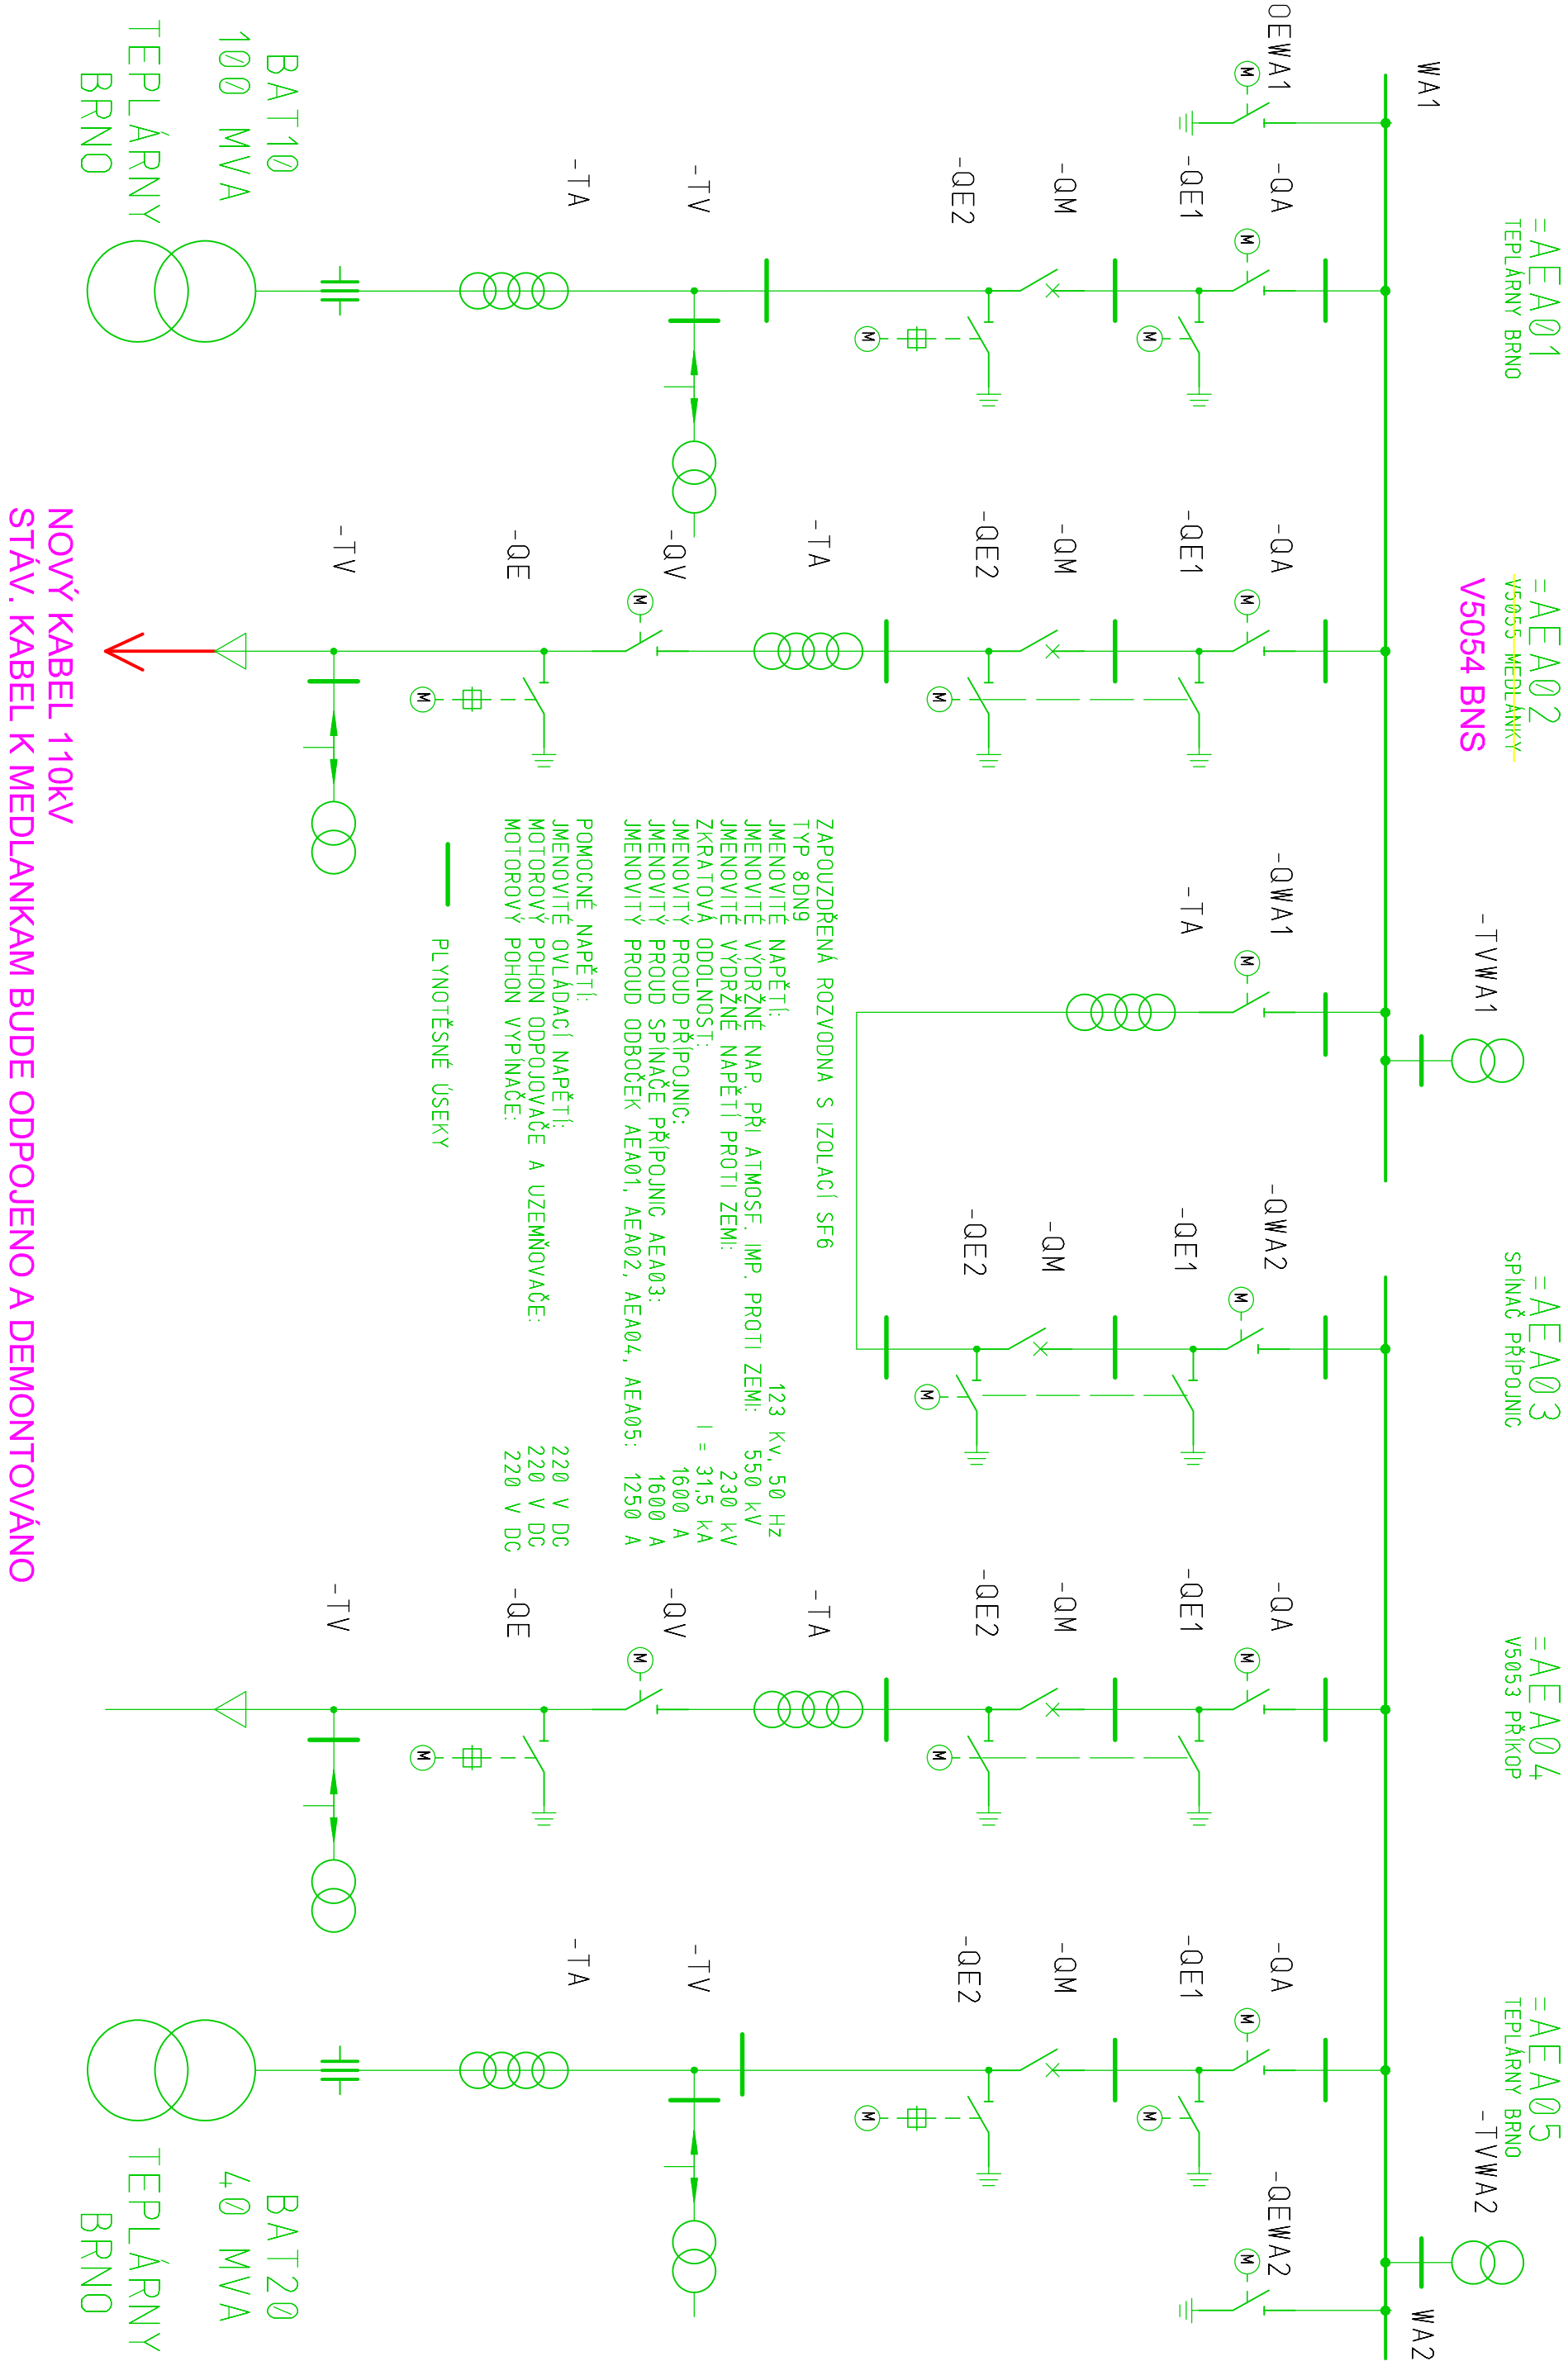 WA1
-TVWA1
-TVWA2
WA2
=AEA01
TEPLÁRNY BRNO
=AEA02
V5055 MEDLÁNKY
V5054 BNS
=AEA03
SPÍNAČ PŘÍPOJNIC
=AEA04
V5053 PŘÍKOP
=AEA05
TEPLÁRNY BRNO
QEWA1
M
-QA
M
-QE1
M
-QM
-QE2
M
-TV
-TA
BAT10
100 MVA
TEPLÁRNY
BRNO
-QA
M
-QE1
-QM
-QE2
M
-TA
-QV
M
-QE
M
-TV
-QWA1
M
-TA
-QWA2
M
-QE1
-QM
-QE2
M
ZAPOUZDŘENÁ ROZVODNA S IZOLACÍ SF6
TYP 8DN9
JMENOVITÉ NAPĚTÍ: 123 Kv, 50 Hz
JMENOVITÉ VÝDRŽNÉ NAP. PŘI ATMOSF. IMP. PROTI ZEMI: 550 kV
JMENOVITÉ VÝDRŽNÉ NAPĚTÍ PROTI ZEMI: 230 kV
ZKRATOVÁ ODOLNOST: I = 31,5 kA
JMENOVITÝ PROUD PŘÍPOJNIC: 1600 A
JMENOVITÝ PROUD SPÍNAČE PŘÍPOJNIC AEA03: 1600 A
JMENOVITÝ PROUD ODBOČEK AEA01, AEA02, AEA04, AEA05: 1250 A
POMOCNÉ NAPĚTÍ:
JMENOVITÉ OVLÁDACÍ NAPĚTÍ: 220 V DC
MOTOROVÝ POHON ODPOJOVAČE A UZEMŇOVAČE: 220 V DC
MOTOROVÝ POHON VYPÍNAČE: 220 V DC
PLYNOTĚSNÉ ÚSEKY
-QA
M
-QE1
-QM
-QE2
M
-TA
-QV
M
-QE
M
-TV
-QA
M
-QE1
M
-QM
-QE2
M
-TV
-TA
-QEWA2
M
BAT20
40 MVA
TEPLÁRNY
BRNO
NOVÝ KABEL 110kV
STÁV. KABEL K MEDLANKAM BUDE ODPOJENO A DEMONTOVÁNO